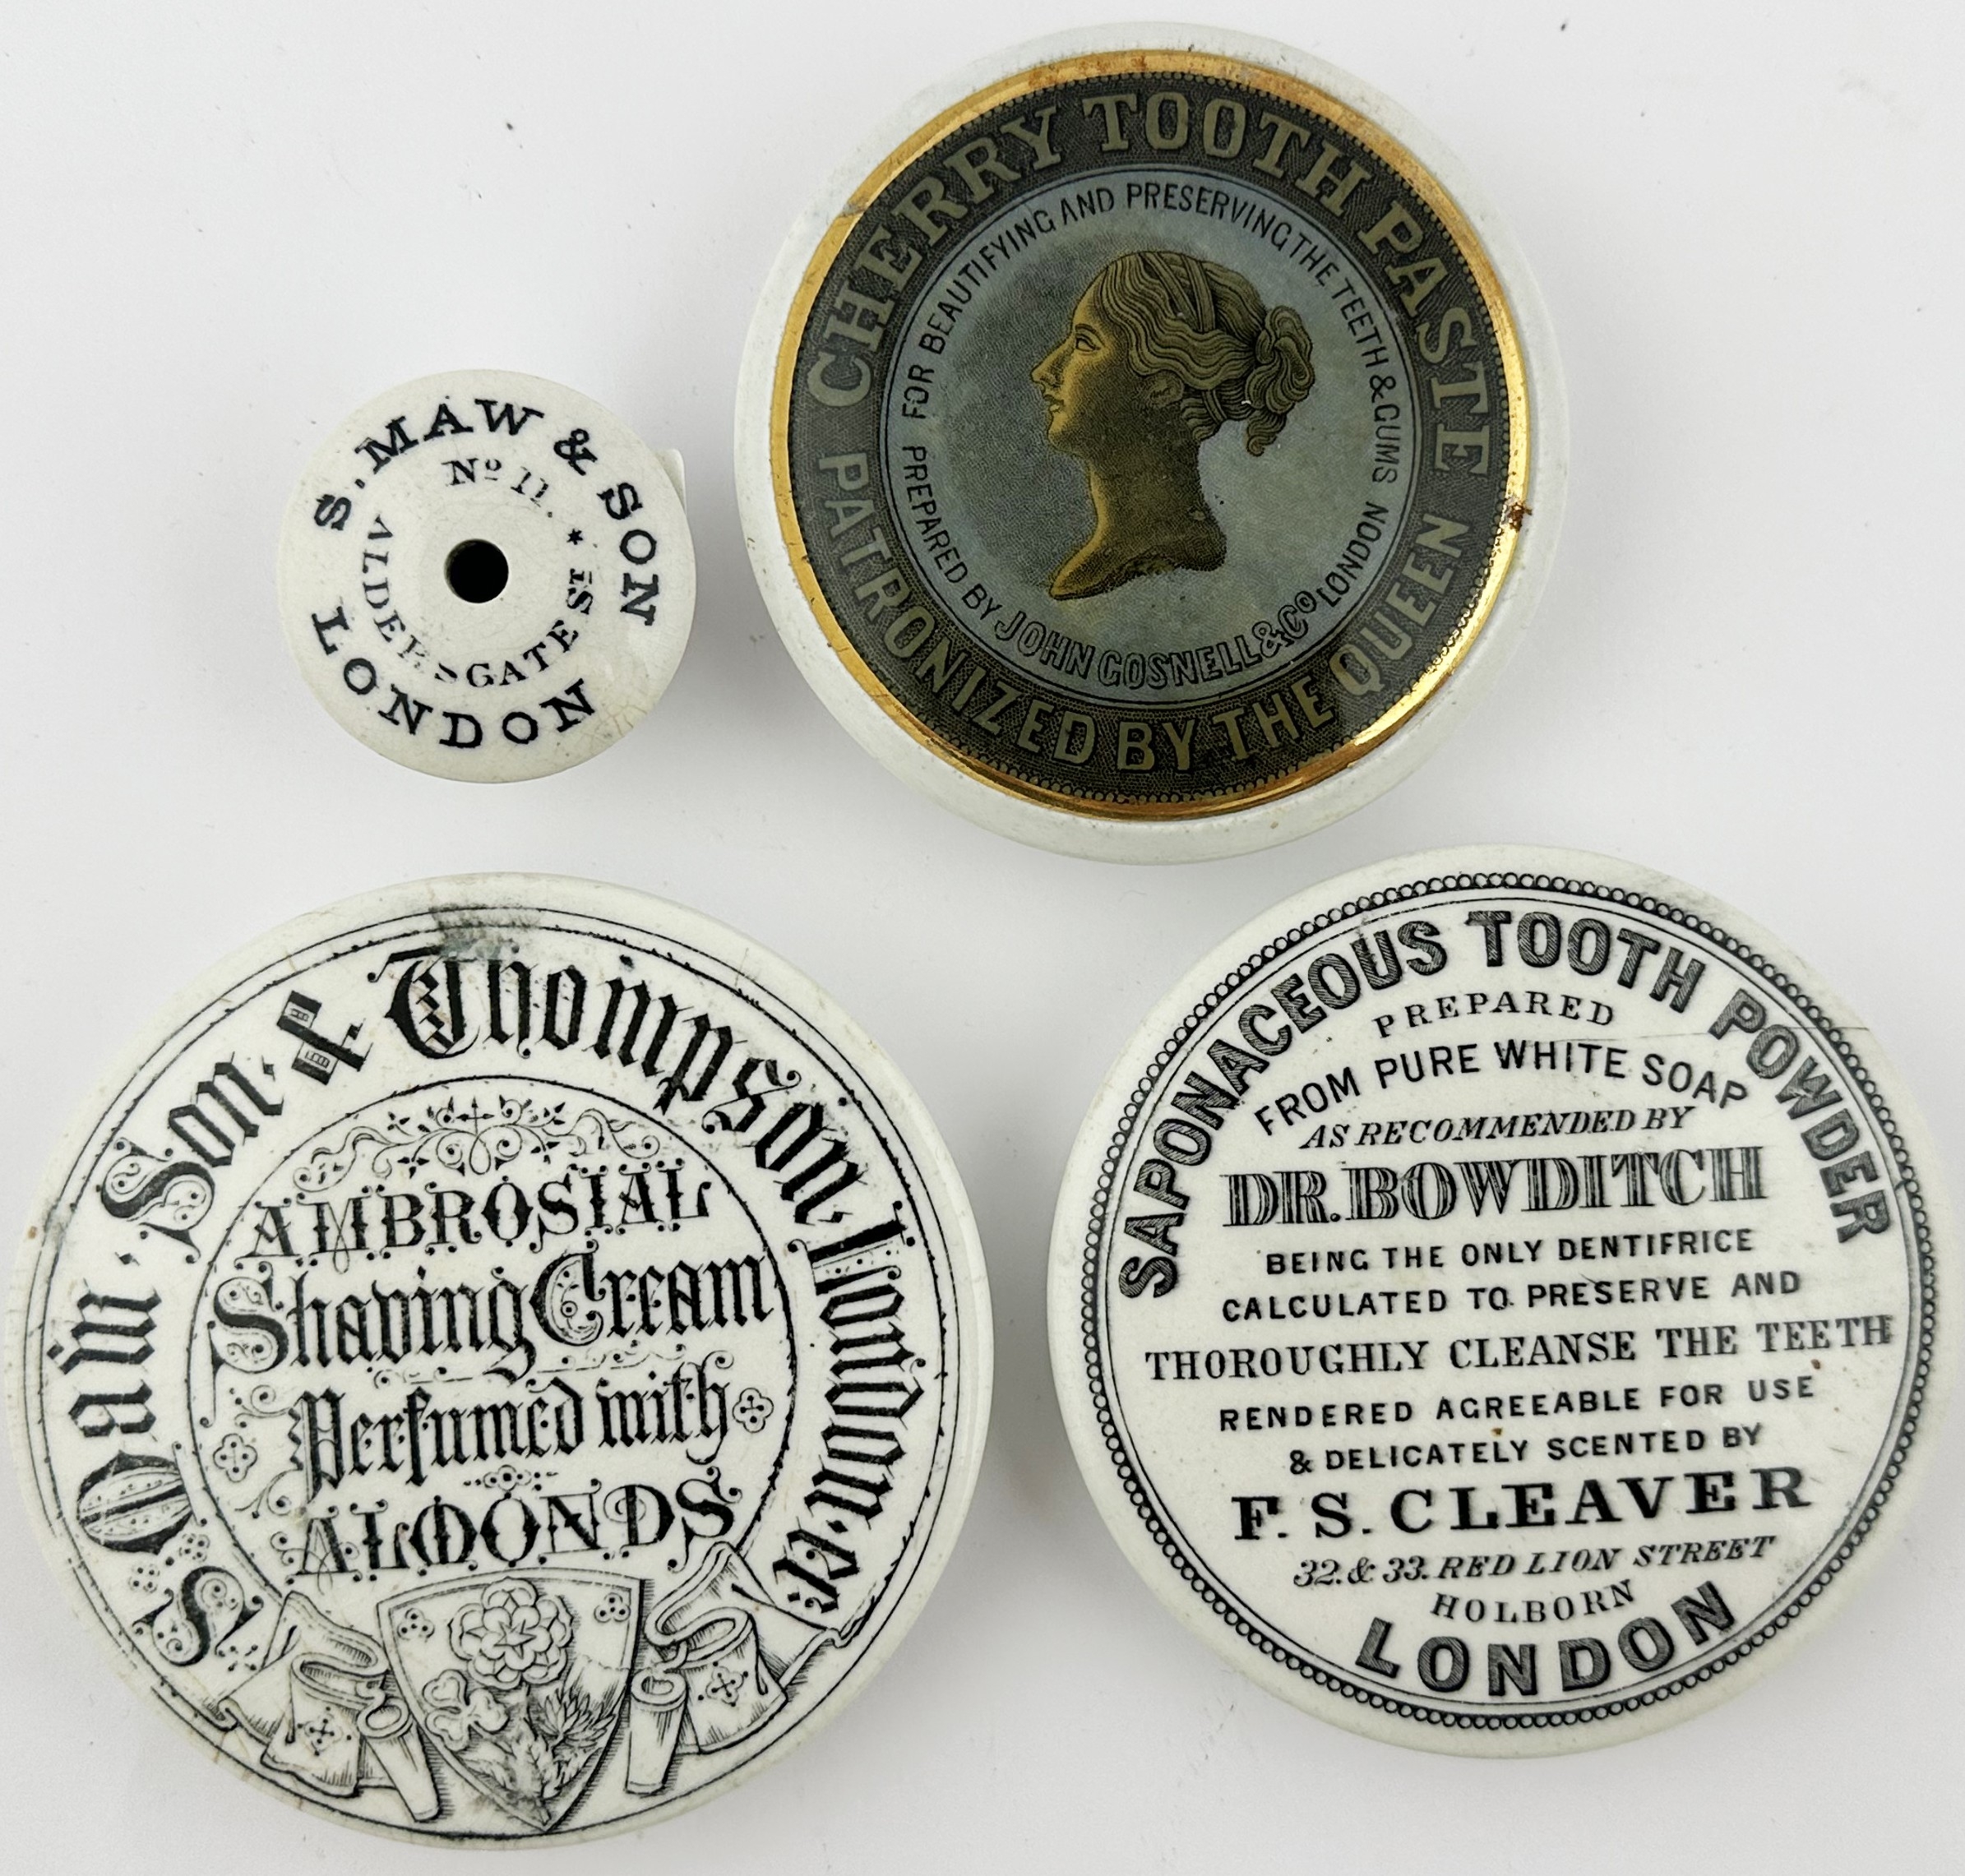 S. MAW & SON
No 11.
ALDERSGATE ST
LONDON
CHERRY TOOTH PASTE
FOR BEAUTIFYING AND PRESERVING THE TEETH & GUMS
PREPARED BY JOHN GOSNELL & Co LONDON
PATRONIZED BY THE QUEEN
S Pain Son & Thompson London
AMBROSIAL
Shaving Cream
Perfumed with
ALMONDS
SAPONACEOUS TOOTH POWDER
PREPARED
FROM PURE WHITE SOAP
AS RECOMMENDED BY
DR. BOWDITCH
BEING THE ONLY DENTIFRICE
CALCULATED TO PRESERVE AND
THOROUGHLY CLEANSE THE TEETH
RENDERED AGREEABLE FOR USE
& DELICATELY SCENTED BY
F. S. CLEAVER
32 & 33. RED LION STREET
HOLBORN
LONDON